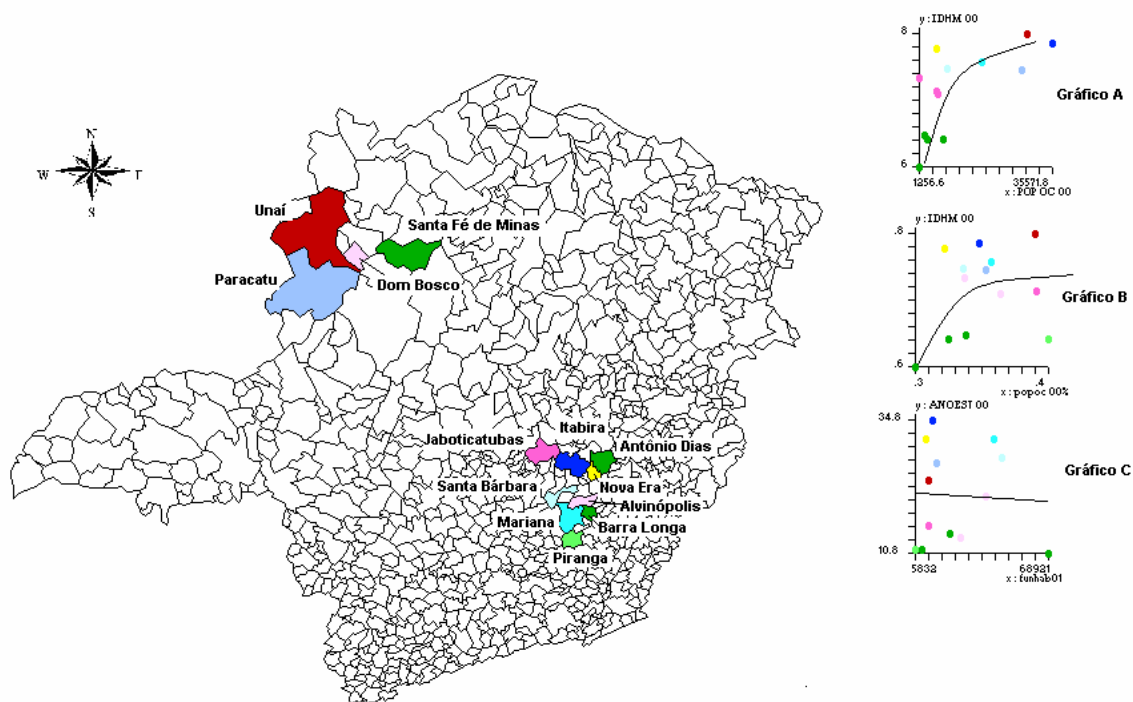 N
W
E
S
Unaí
Santa Fé de Minas
Paracatu
Dom Bosco
Itabira
Jaboticatubas
Antônio Dias
Santa Bárbara
Nova Era
Alvinópolis
Mariana
Barra Longa
Piranga
y : IDHM 00
.8
Gráfico A
.6
1256.6 35571.8
x : POP OC 00
y : IDHM 00
.8
Gráfico B
.6
.3 .4
x : popoc 00%
y : ANOEST 00
34.8
Gráfico C
10.8
5838 68981
x : funhab01